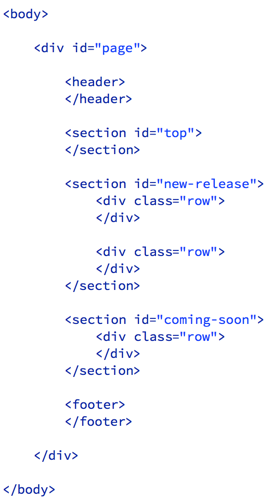 <body>
<div id="page">
<header>
</header>
<section id="top">
</section>
<section id="new-release">
<div class="row">
</div>
<div class="row">
</div>
</section>
<section id="coming-soon">
<div class="row">
</div>
</section>
<footer>
</footer>
</div>
</body>